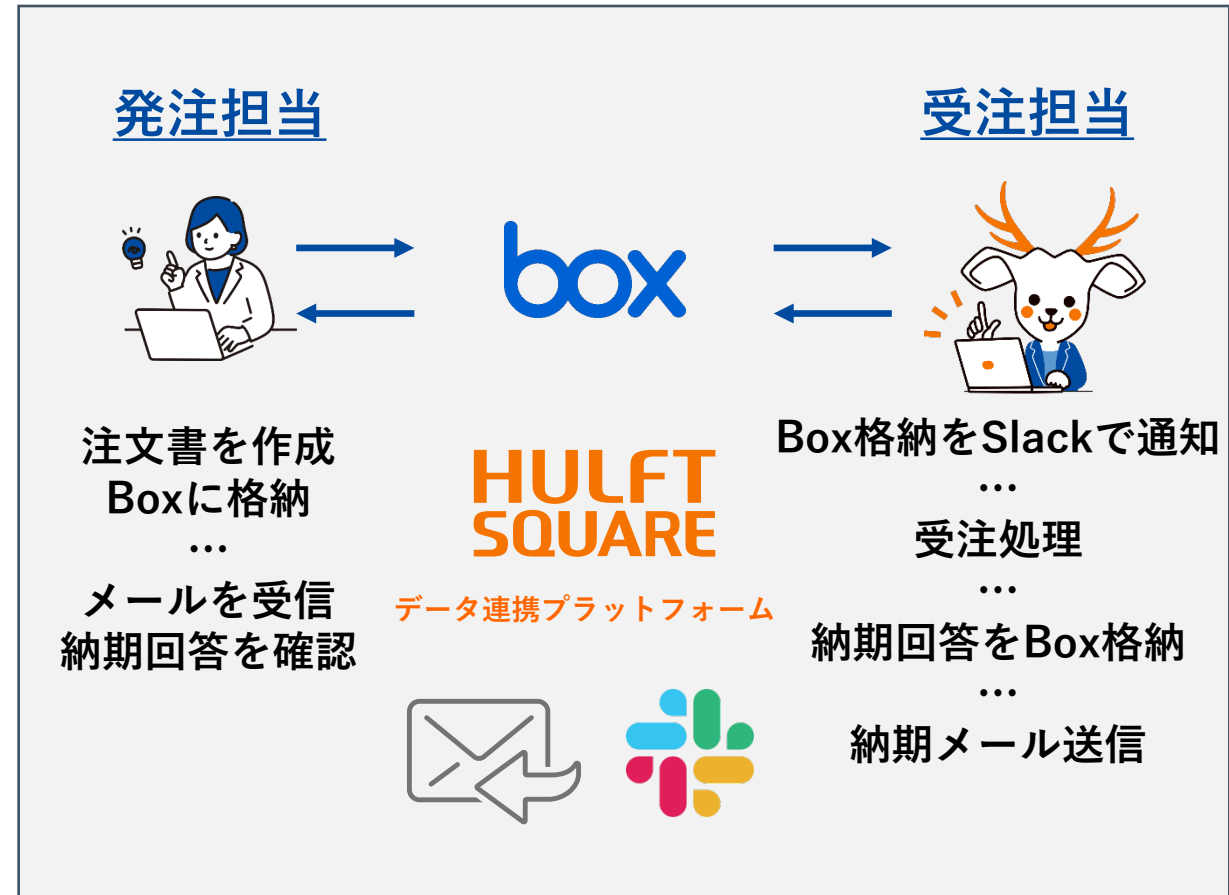 発注担当
受注担当
box
注文書を作成
Boxに格納
…
メールを受信
納期回答を確認
HULFT
SQUARE
データ連携プラットフォーム
Box格納をSlackで通知
…
受注処理
…
納期回答をBox格納
…
納期メール送信